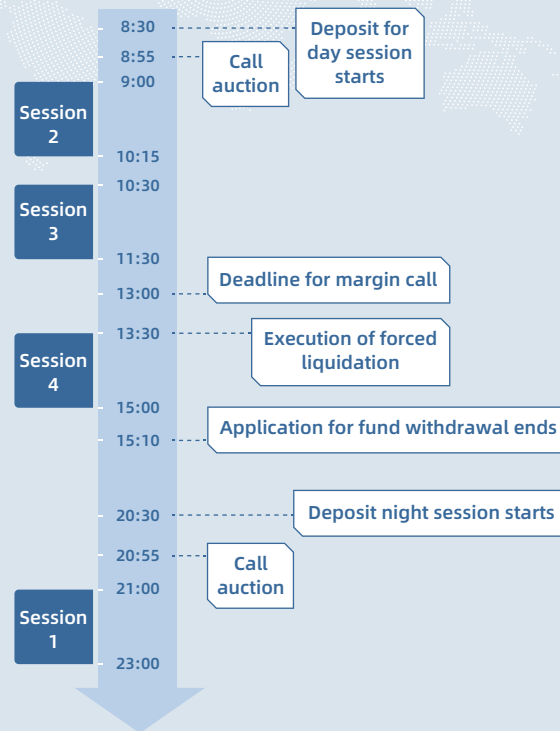 8:30
Deposit for
day session
starts
8:55
Call
auction
9:00
Session
2
10:15
10:30
Session
3
11:30
Deadline for margin call
13:00
13:30
Execution of forced
liquidation
Session
4
15:00
Application for fund withdrawal ends
15:10
Deposit night session starts
20:30
20:55
Call
auction
21:00
Session
1
23:00